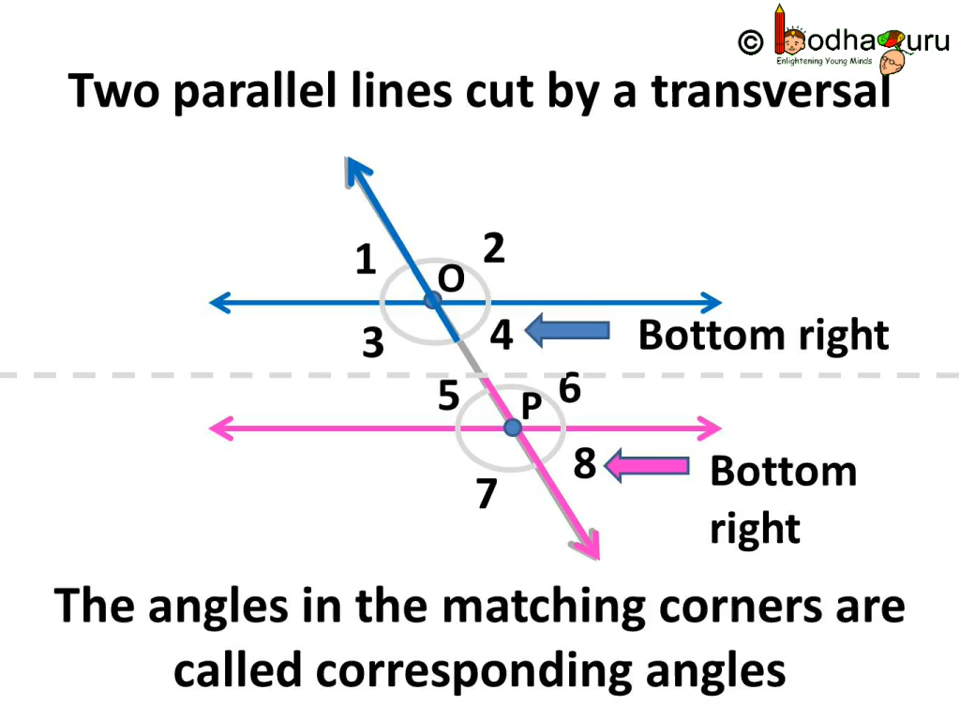 © BodhaGuru
Enlightening Young Minds
Two parallel lines cut by a transversal
1 2
O
3 4 Bottom right
5 P 6
7 8 Bottom
right
The angles in the matching corners are
called corresponding angles